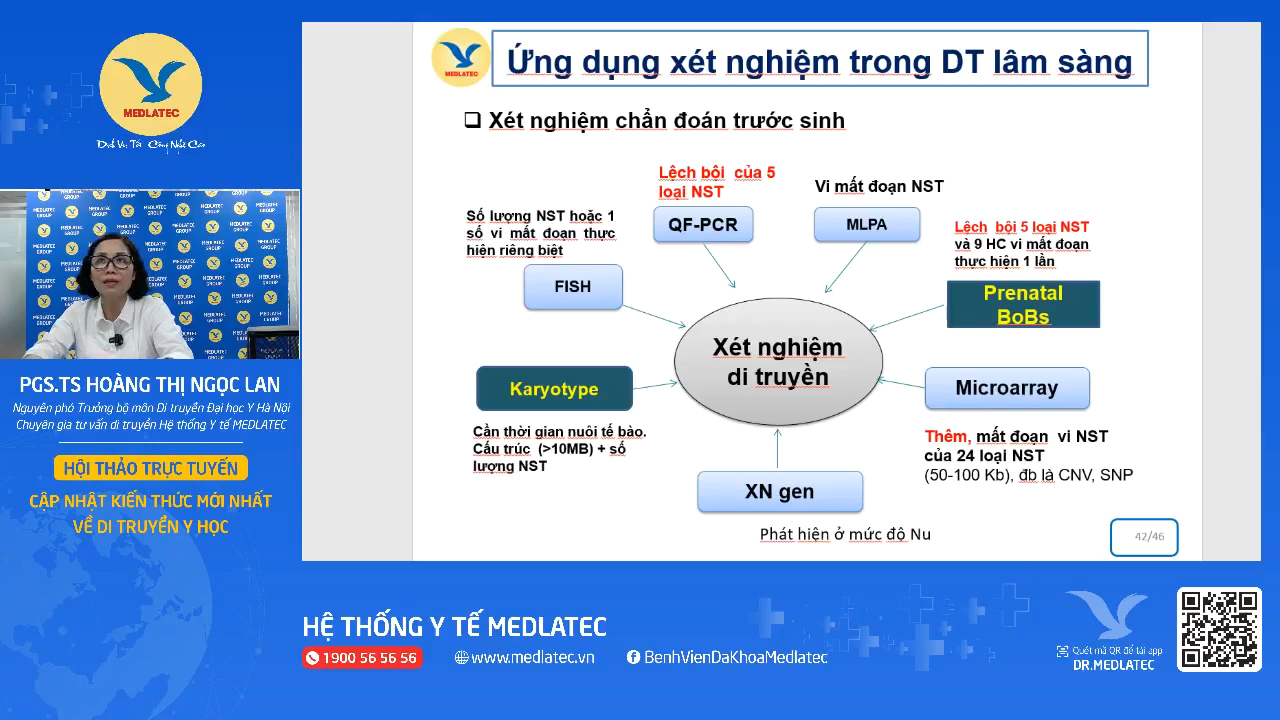 MEDLATEC
PGS.TS HOÀNG THỊ NGỌC LAN
Nguyên phó Trưởng bộ môn Di truyền Đại học Y Hà Nội
Chuyên gia tư vấn di truyền Hệ thống Y tế MEDLATEC
HỘI THẢO TRỰC TUYẾN
CẬP NHẬT KIẾN THỨC MỚI NHẤT
VỀ DI TRUYỀN Y HỌC
MEDLATEC
Ứng dụng xét nghiệm trong DT lâm sàng
❑ Xét nghiệm chẩn đoán trước sinh
Lệch bội của 5
loại NST
QF-PCR
Vi mất đoạn NST
MLPA
Số lượng NST hoặc 1
số vi mất đoạn thực
hiện riêng biệt
FISH
Lệch bội 5 loại NST
và 9 HC vi mất đoạn
thực hiện 1 lần
Prenatal
BoBs
Xét nghiệm
di truyền
Karyotype
Cần thời gian nuôi tế bào.
Cấu trúc (>10MB) + số
lượng NST
Microarray
Thêm, mất đoạn vi NST
của 24 loại NST
(50-100 Kb), đb là CNV, SNP
XN gen
Phát hiện ở mức độ Nu
42/46
HỆ THỐNG Y TẾ MEDLATEC
1900 56 56 56
www.medlatec.vn
BenhVienDaKhoaMedlatec
Quét mã QR để tải app
DR.MEDLATEC